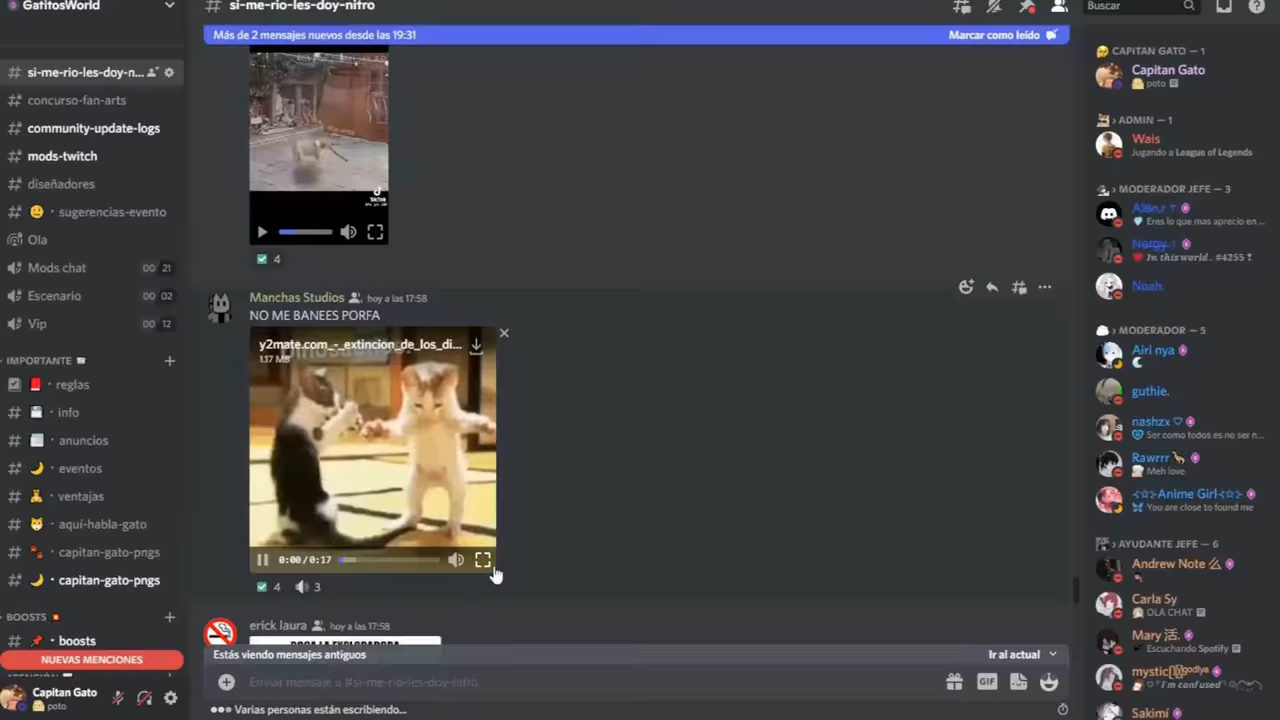 GatitosWorld
si-me-rio-les-doy-n...
concurso-fan-arts
community-update-logs
mods-twitch
diseñadores
sugerencias-evento
Ola
Mods chat 00 21
Escenario 00 02
Vip 00 12
IMPORTANTE
reglas
info
anuncios
eventos
ventajas
aquí-habla-gato
capitan-gato-pngs
capitan-gato-pngs
BOOSTS
boosts
NUEVAS MENCIONES
Capitan Gato
poto
si-me-rio-les-doy-nitro
Más de 2 mensajes nuevos desde las 19:31 Marcar como leído
TikTok
4
Manchas Studios hoy a las 17:58
NO ME BANEES PORFA
y2mate.com_-_extincion_de_los_di...
1.17 MB
0:00/0:17
4 3
erick laura hoy a las 17:58
Estás viendo mensajes antiguos Ir al actual
Enviar mensaje a #si-me-rio-les-doy-nitro
GIF
Varias personas están escribiendo...
Buscar
CAPITAN GATO — 1
Capitan Gato
poto
ADMIN — 1
Wais
Jugando a League of Legends
MODERADOR JEFE — 3
Eres lo que mas aprecio en...
Nergy
In this world.. #4255 !
Noah.
MODERADOR — 5
Airi nya
guthie.
nashzx
Ser como todos es no ser n...
Rawrrr
Meh love.
Anime Girl
You are close to found me
AYUDANTE JEFE — 6
Andrew Note
Carla Sy
OLA CHAT
Mary 活,
Escuchando Spotify
mystic
"I'm confused"
Sakimí